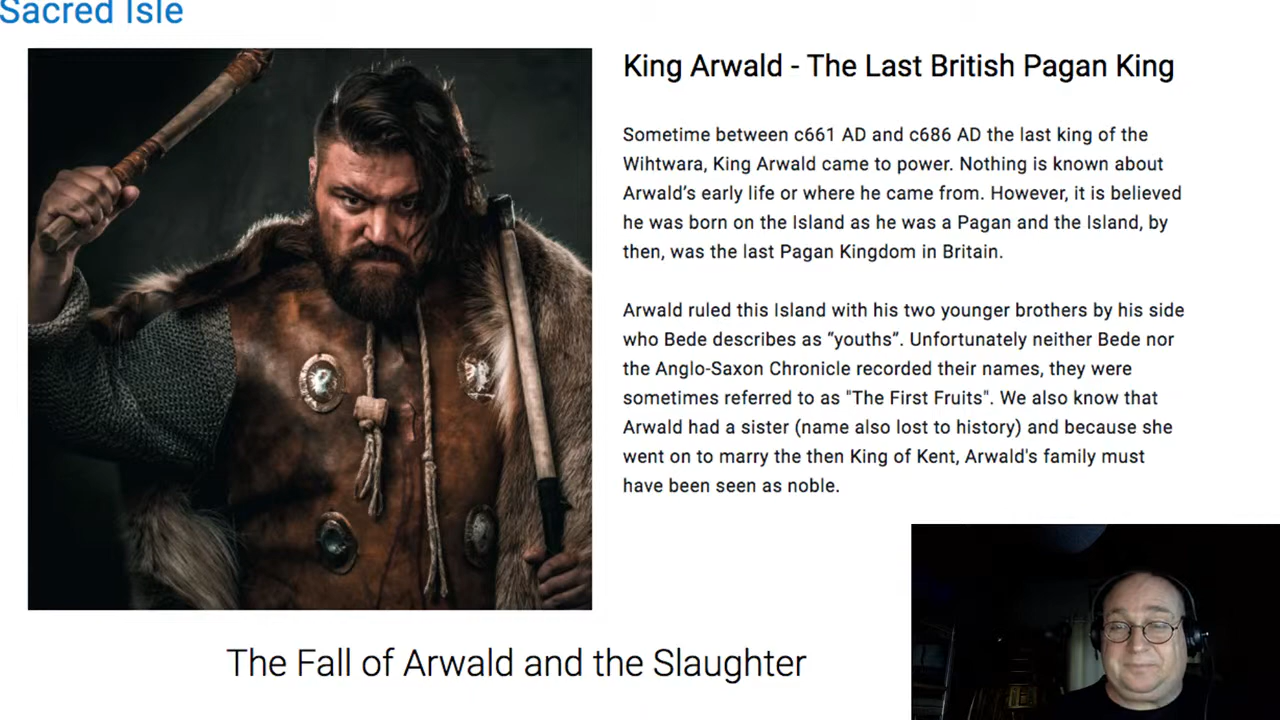 Sacred Isle
King Arwald - The Last British Pagan King
Sometime between c661 AD and c686 AD the last king of the
Wihtwara, King Arwald came to power. Nothing is known about
Arwald’s early life or where he came from. However, it is believed
he was born on the Island as he was a Pagan and the Island, by
then, was the last Pagan Kingdom in Britain.
Arwald ruled this Island with his two younger brothers by his side
who Bede describes as “youths”. Unfortunately neither Bede nor
the Anglo-Saxon Chronicle recorded their names, they were
sometimes referred to as "The First Fruits". We also know that
Arwald had a sister (name also lost to history) and because she
went on to marry the then King of Kent, Arwald's family must
have been seen as noble.
The Fall of Arwald and the Slaughter